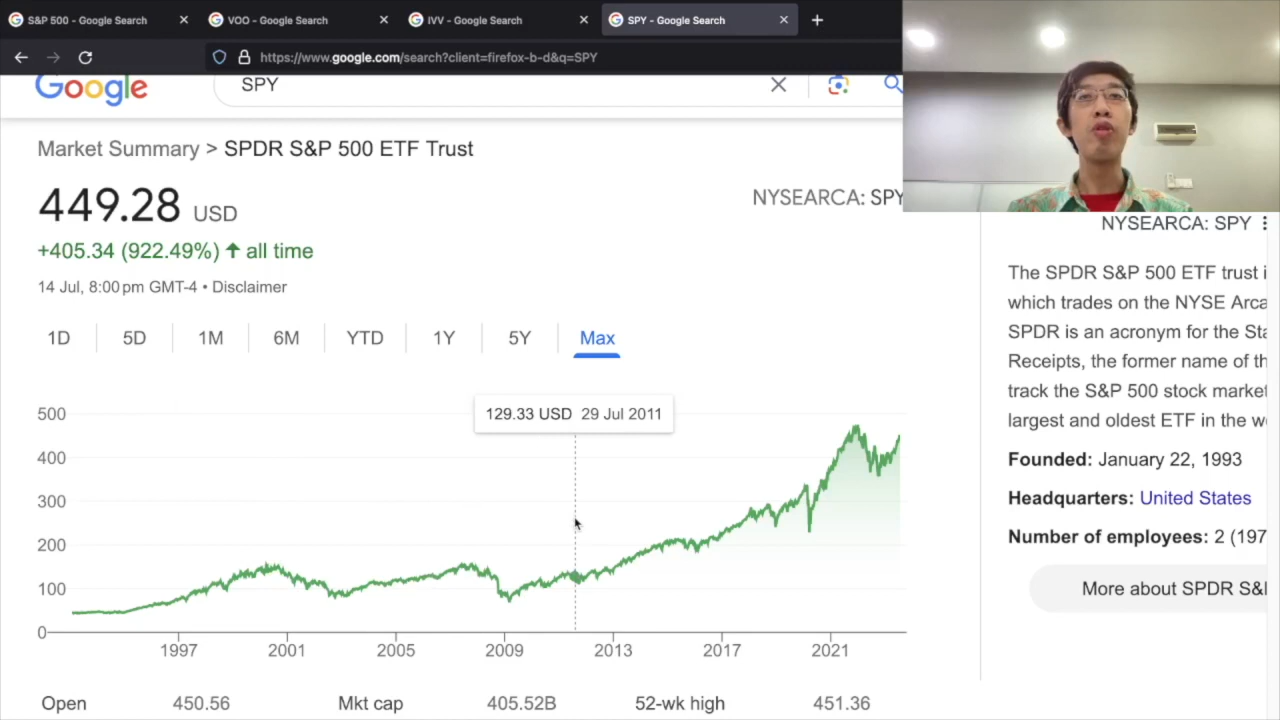 S&P 500 - Google Search
VOO - Google Search
IVV - Google Search
SPY - Google Search
https://www.google.com/search?client=firefox-b-d&q=SPY
Google
SPY
Market Summary > SPDR S&P 500 ETF Trust
449.28 USD
NYSEARCA: SPY
+405.34 (922.49%) ↑ all time
14 Jul, 8:00 pm GMT-4 • Disclaimer
1D 5D 1M 6M YTD 1Y 5Y Max
129.33 USD 29 Jul 2011
500
400
300
200
100
0
1997 2001 2005 2009 2013 2017 2021
Open 450.56 Mkt cap 405.52B 52-wk high 451.36
NYSEARCA: SPY
The SPDR S&P 500 ETF trust i
which trades on the NYSE Arca
SPDR is an acronym for the Sta
Receipts, the former name of th
track the S&P 500 stock market
largest and oldest ETF in the w
Founded: January 22, 1993
Headquarters: United States
Number of employees: 2 (197
More about SPDR S&